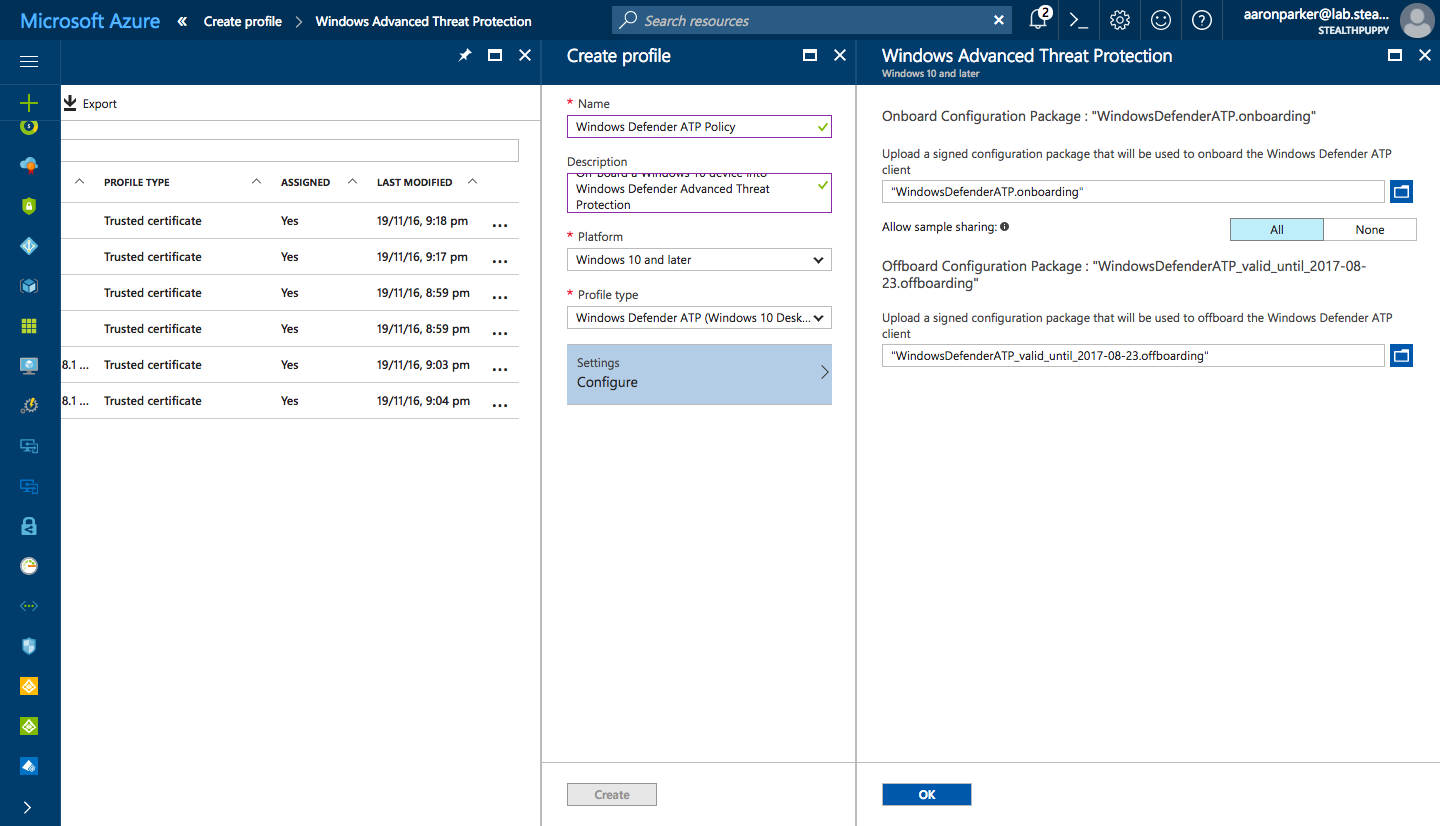 Microsoft Azure « Create profile > Windows Advanced Threat Protection
Search resources
2
aaronparker@lab.stea...
STEALTHPUPPY
Export
PROFILE TYPE ASSIGNED LAST MODIFIED
Trusted certificate Yes 19/11/16, 9:18 pm ...
Trusted certificate Yes 19/11/16, 9:17 pm ...
Trusted certificate Yes 19/11/16, 8:59 pm ...
Trusted certificate Yes 19/11/16, 8:59 pm ...
8.1 ... Trusted certificate Yes 19/11/16, 9:03 pm ...
8.1 ... Trusted certificate Yes 19/11/16, 9:04 pm ...
Create profile
* Name
Windows Defender ATP Policy
Description
On-board a Windows 10 device into
Windows Defender Advanced Threat
Protection
* Platform
Windows 10 and later
* Profile type
Windows Defender ATP (Windows 10 Desk...
Settings
Configure
Create
Windows Advanced Threat Protection
Windows 10 and later
Onboard Configuration Package : "WindowsDefenderATP.onboarding"
Upload a signed configuration package that will be used to onboard the Windows Defender ATP
client
"WindowsDefenderATP.onboarding"
Allow sample sharing:
All None
Offboard Configuration Package : "WindowsDefenderATP_valid_until_2017-08-
23.offboarding"
Upload a signed configuration package that will be used to offboard the Windows Defender ATP
client
"WindowsDefenderATP_valid_until_2017-08-23.offboarding"
OK